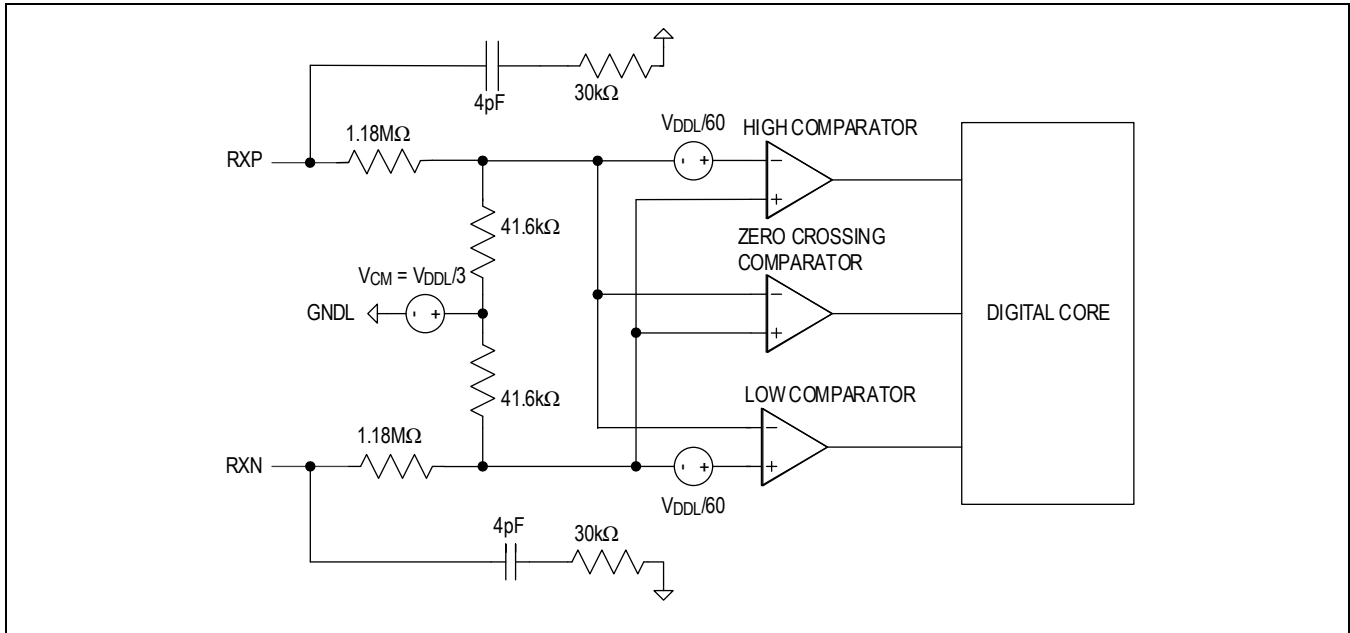 4pF
30kΩ
VDDL/60
HIGH COMPARATOR
1.18MΩ
RXP
- +
−
+
41.6kΩ
ZERO CROSSING
COMPARATOR
VCM = VDDL/3
−
GNDL
- +
DIGITAL CORE
+
41.6kΩ
LOW COMPARATOR
1.18MΩ
−
RXN
- +
+
VDDL/60
4pF
30kΩ